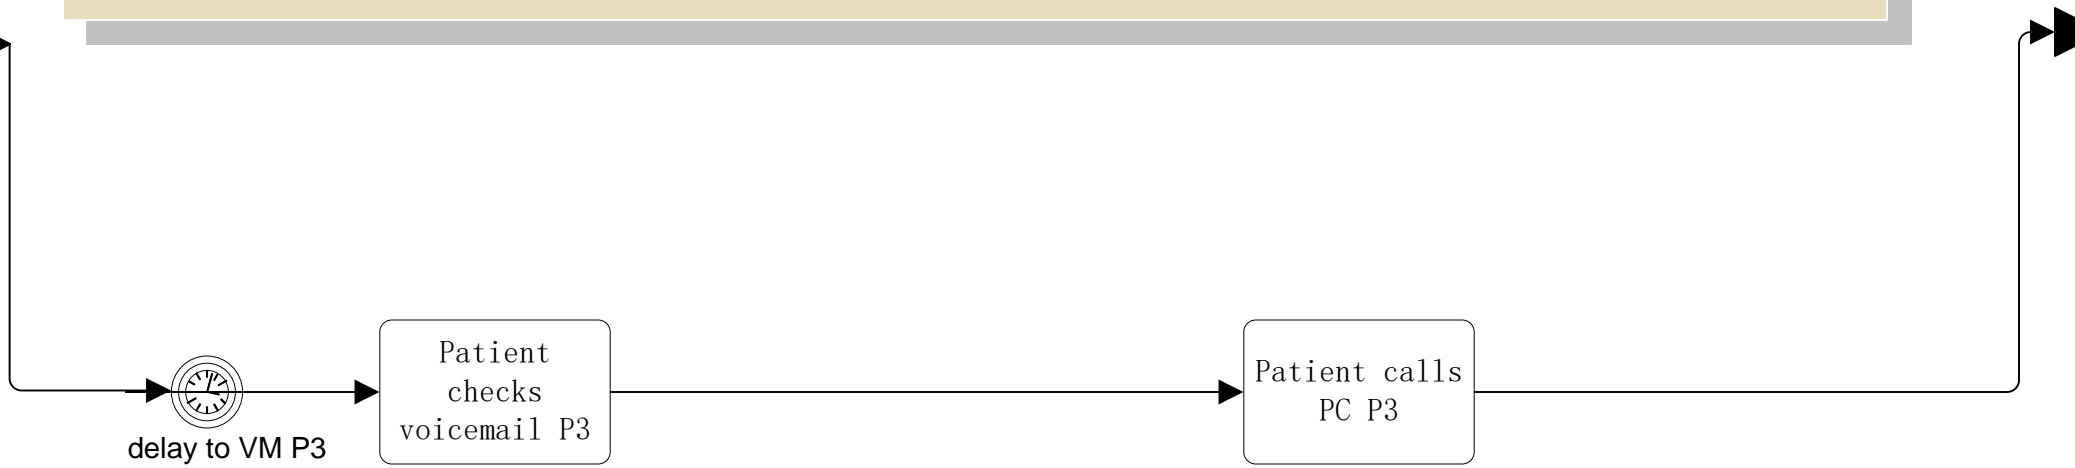 delay to VM P3
Patient
checks
voicemail P3
Patient calls
PC P3